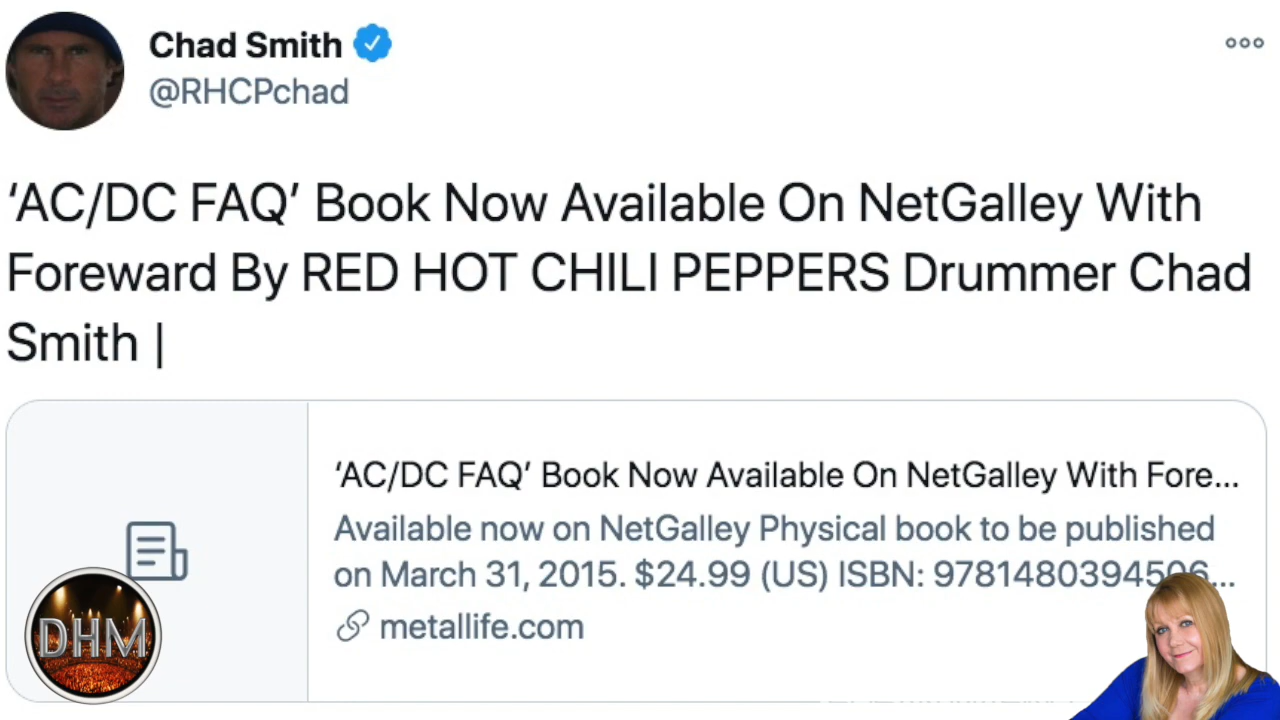 Chad Smith
@RHCPchad
‘AC/DC FAQ’ Book Now Available On NetGalley With
Foreward By RED HOT CHILI PEPPERS Drummer Chad
Smith |
‘AC/DC FAQ’ Book Now Available On NetGalley With Fore...
Available now on NetGalley Physical book to be published
on March 31, 2015. $24.99 (US) ISBN: 9781480394506...
metallife.com
DHM